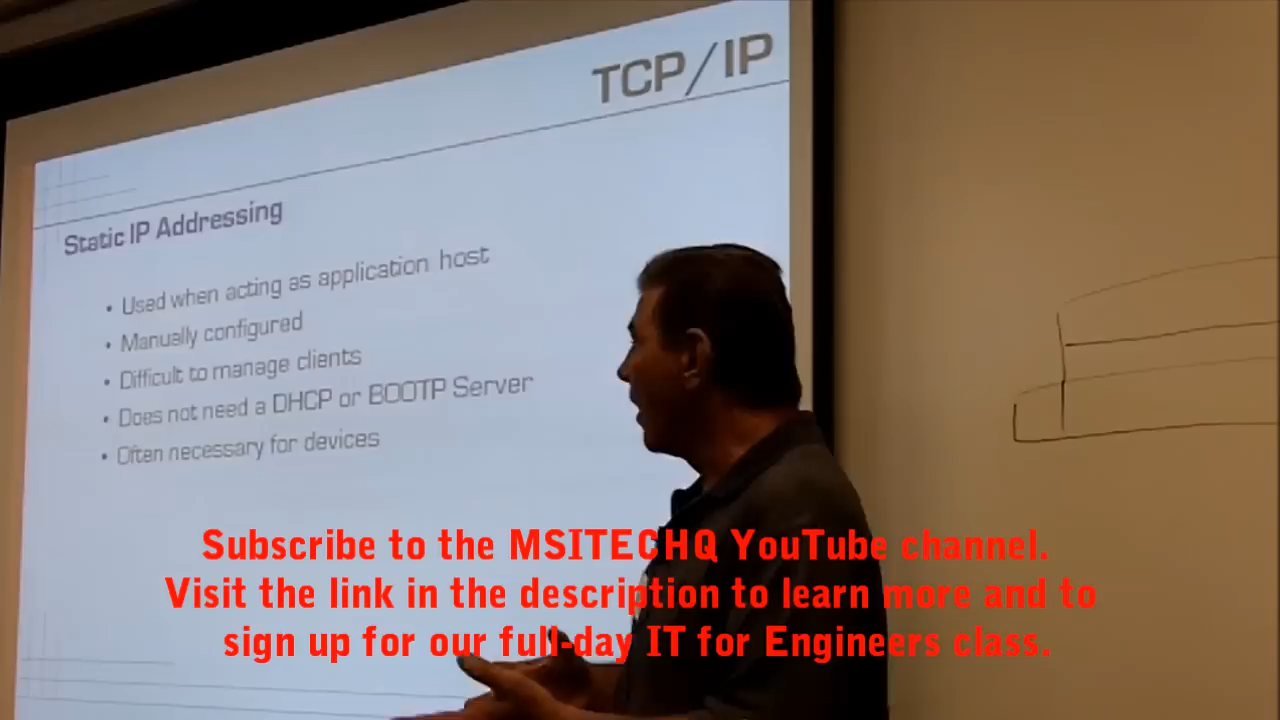 TCP/IP
Static IP Addressing
• Used when acting as application host
• Manually configured
• Difficult to manage clients
• Does not need a DHCP or BOOTP Server
• Often necessary for devices
Subscribe to the MSITECHQ YouTube channel.
Visit the link in the description to learn more and to
sign up for our full-day IT for Engineers class.